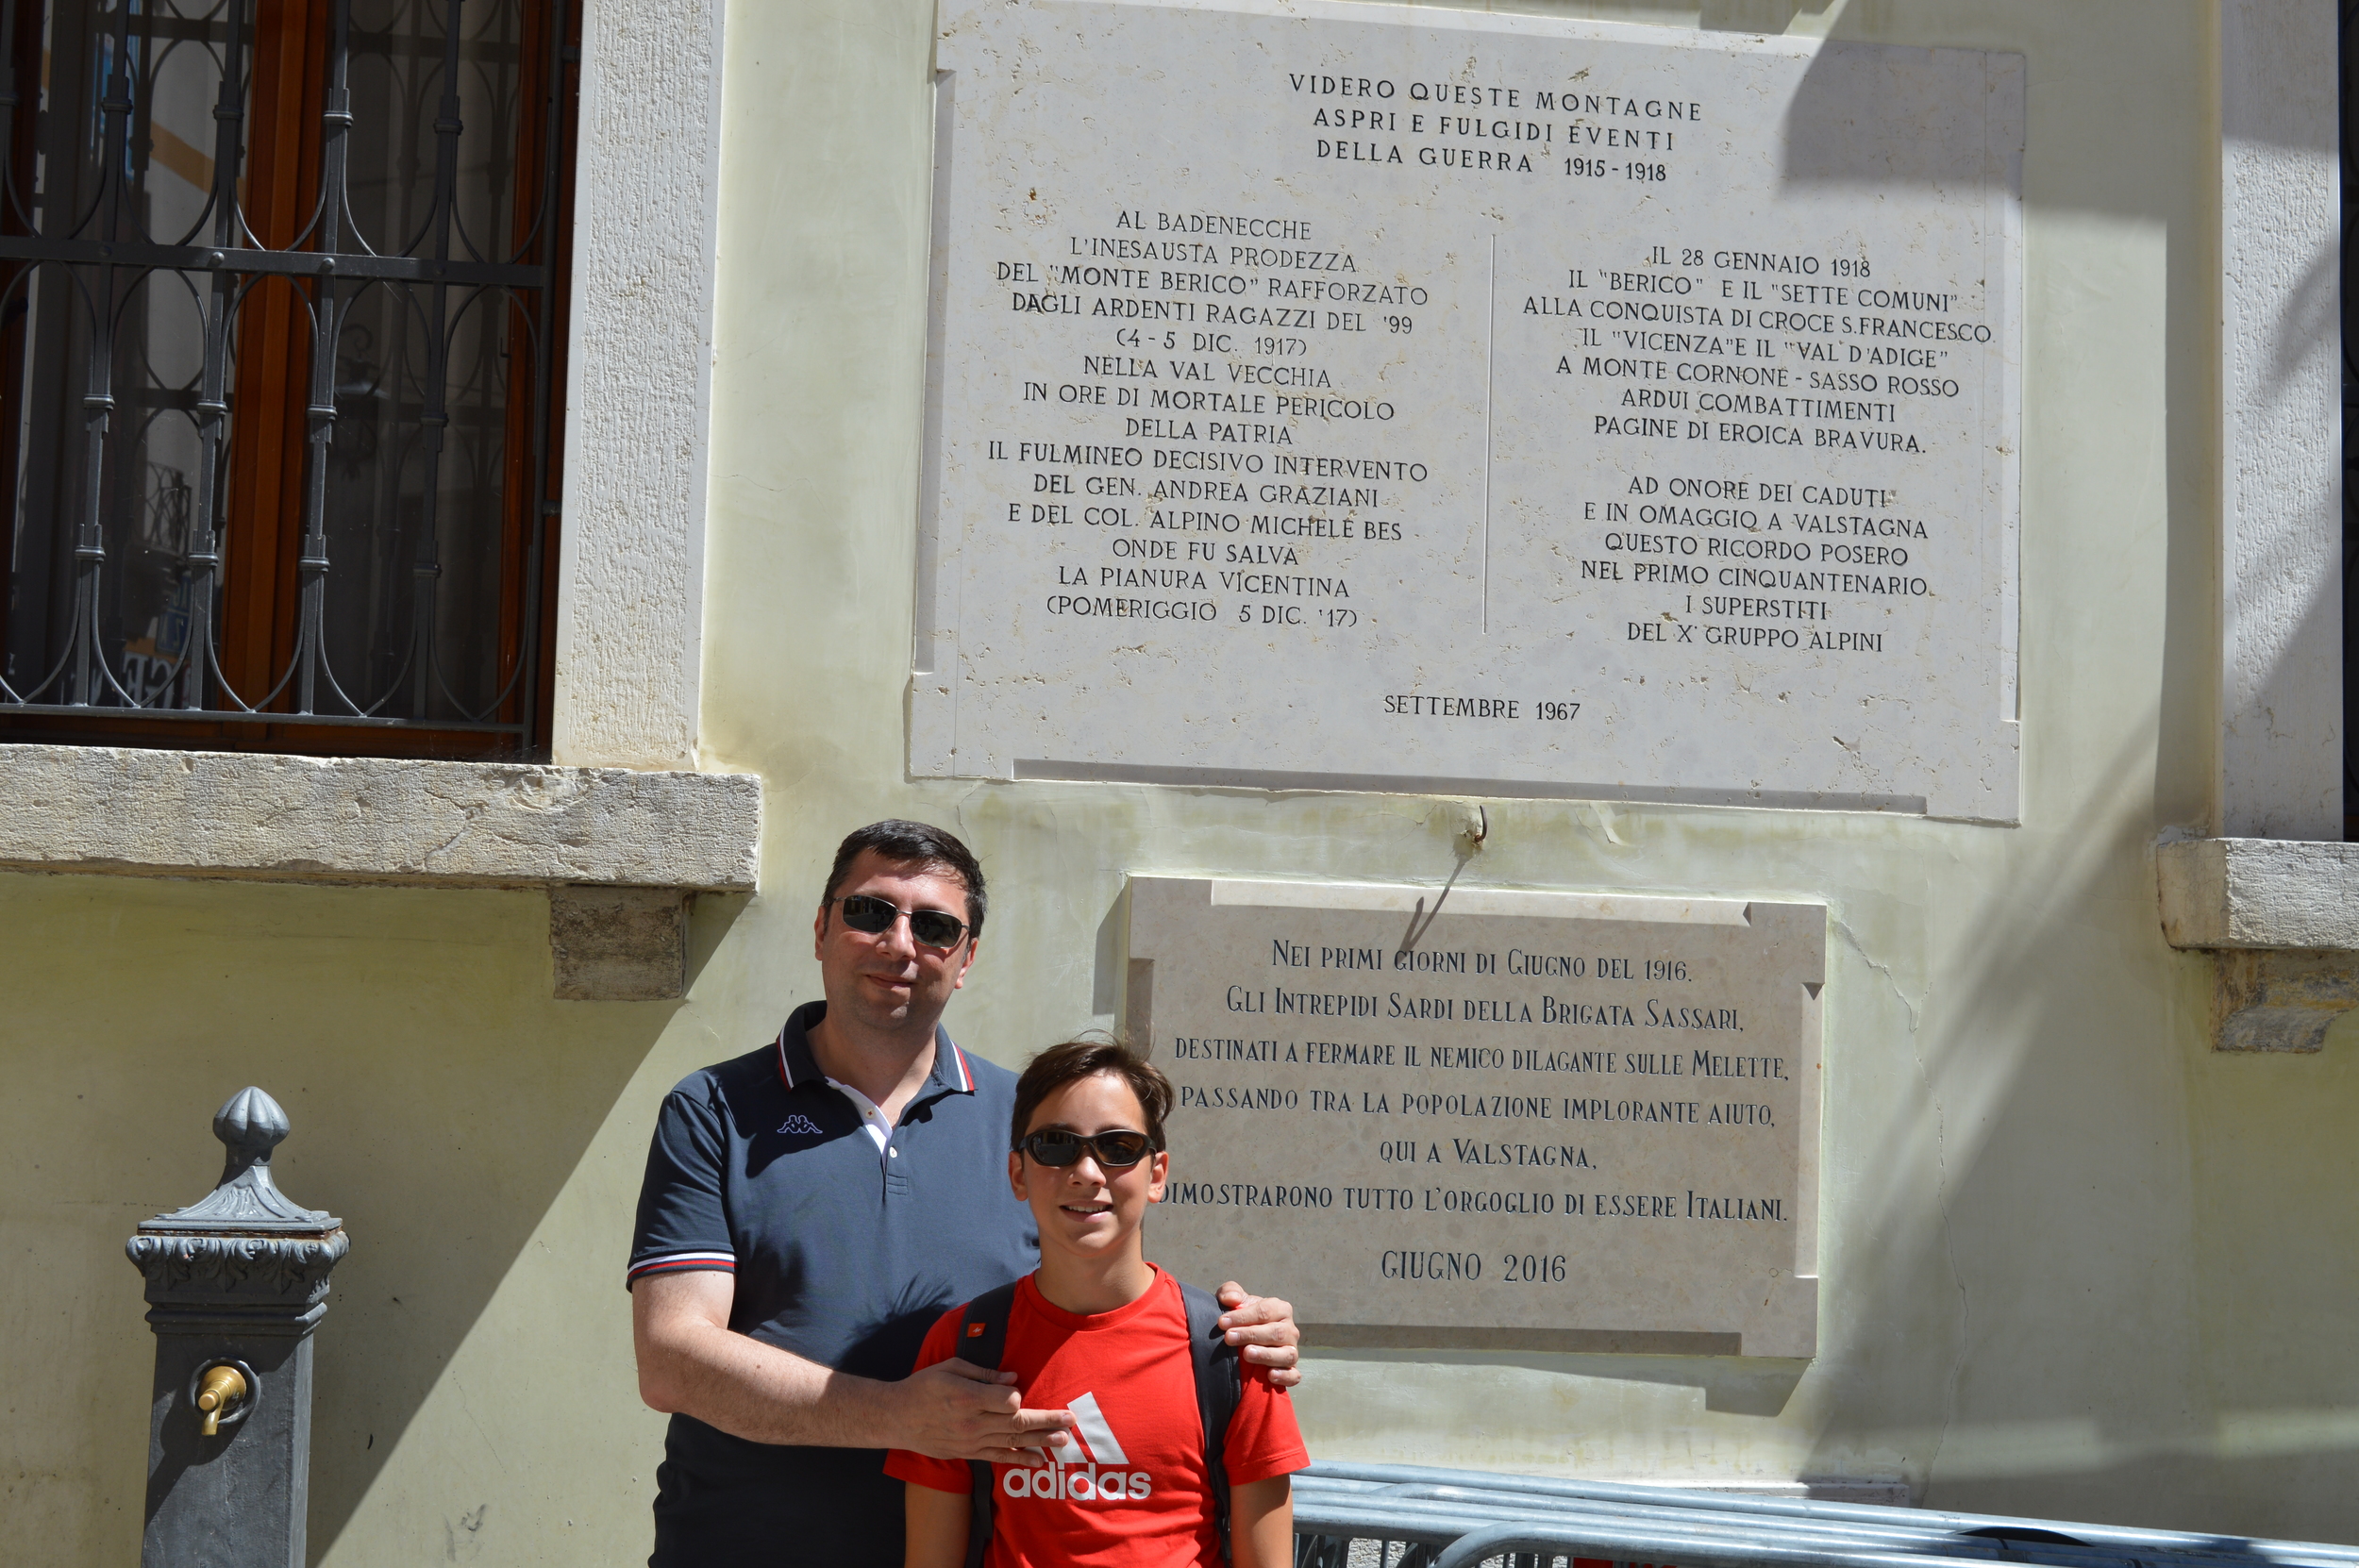 VIDERO QUESTE MONTAGNE
ASPRI E FULGIDI EVENTI
DELLA GUERRA 1915-1918
AL BADENECCHE
L'INESAUSTA PRODEZZA
DEL "MONTE BERICO" RAFFORZATO
DAGLI ARDENTI RAGAZZI DEL '99
(4-5 DIC. 1917)
NELLA VAL VECCHIA
IN ORE DI MORTALE PERICOLO
DELLA PATRIA
IL FULMINEO DECISIVO INTERVENTO
DEL GEN. ANDREA GRAZIANI
E DEL COL. ALPINO MICHELE BES
ONDE FU SALVA
LA PIANURA VICENTINA
(POMERIGGIO 5 DIC. '17)
IL 28 GENNAIO 1918
IL "BERICO" E IL "SETTE COMUNI"
ALLA CONQUISTA DI CROCE S.FRANCESCO
IL "VICENZA" E IL "VAL D'ADIGE"
A MONTE CORNONE - SASSO ROSSO
ARDUI COMBATTIMENTI
PAGINE DI EROICA BRAVURA.
AD ONORE DEI CADUTI
E IN OMAGGIO A VALSTAGNA
QUESTO RICORDO POSERO
NEL PRIMO CINQUANTENARIO
I SUPERSTITI
DEL X° GRUPPO ALPINI
SETTEMBRE 1967
NEI PRIMI GIORNI DI GIUGNO DEL 1916.
GLI INTREPIDI SARDI DELLA BRIGATA SASSARI,
DESTINATI A FERMARE IL NEMICO DILAGANTE SULLE MELETTE,
PASSANDO TRA LA POPOLAZIONE IMPLORANTE AIUTO,
QUI A VALSTAGNA,
DIMOSTRARONO TUTTO L'ORGOGLIO DI ESSERE ITALIANI.
GIUGNO 2016
adidas